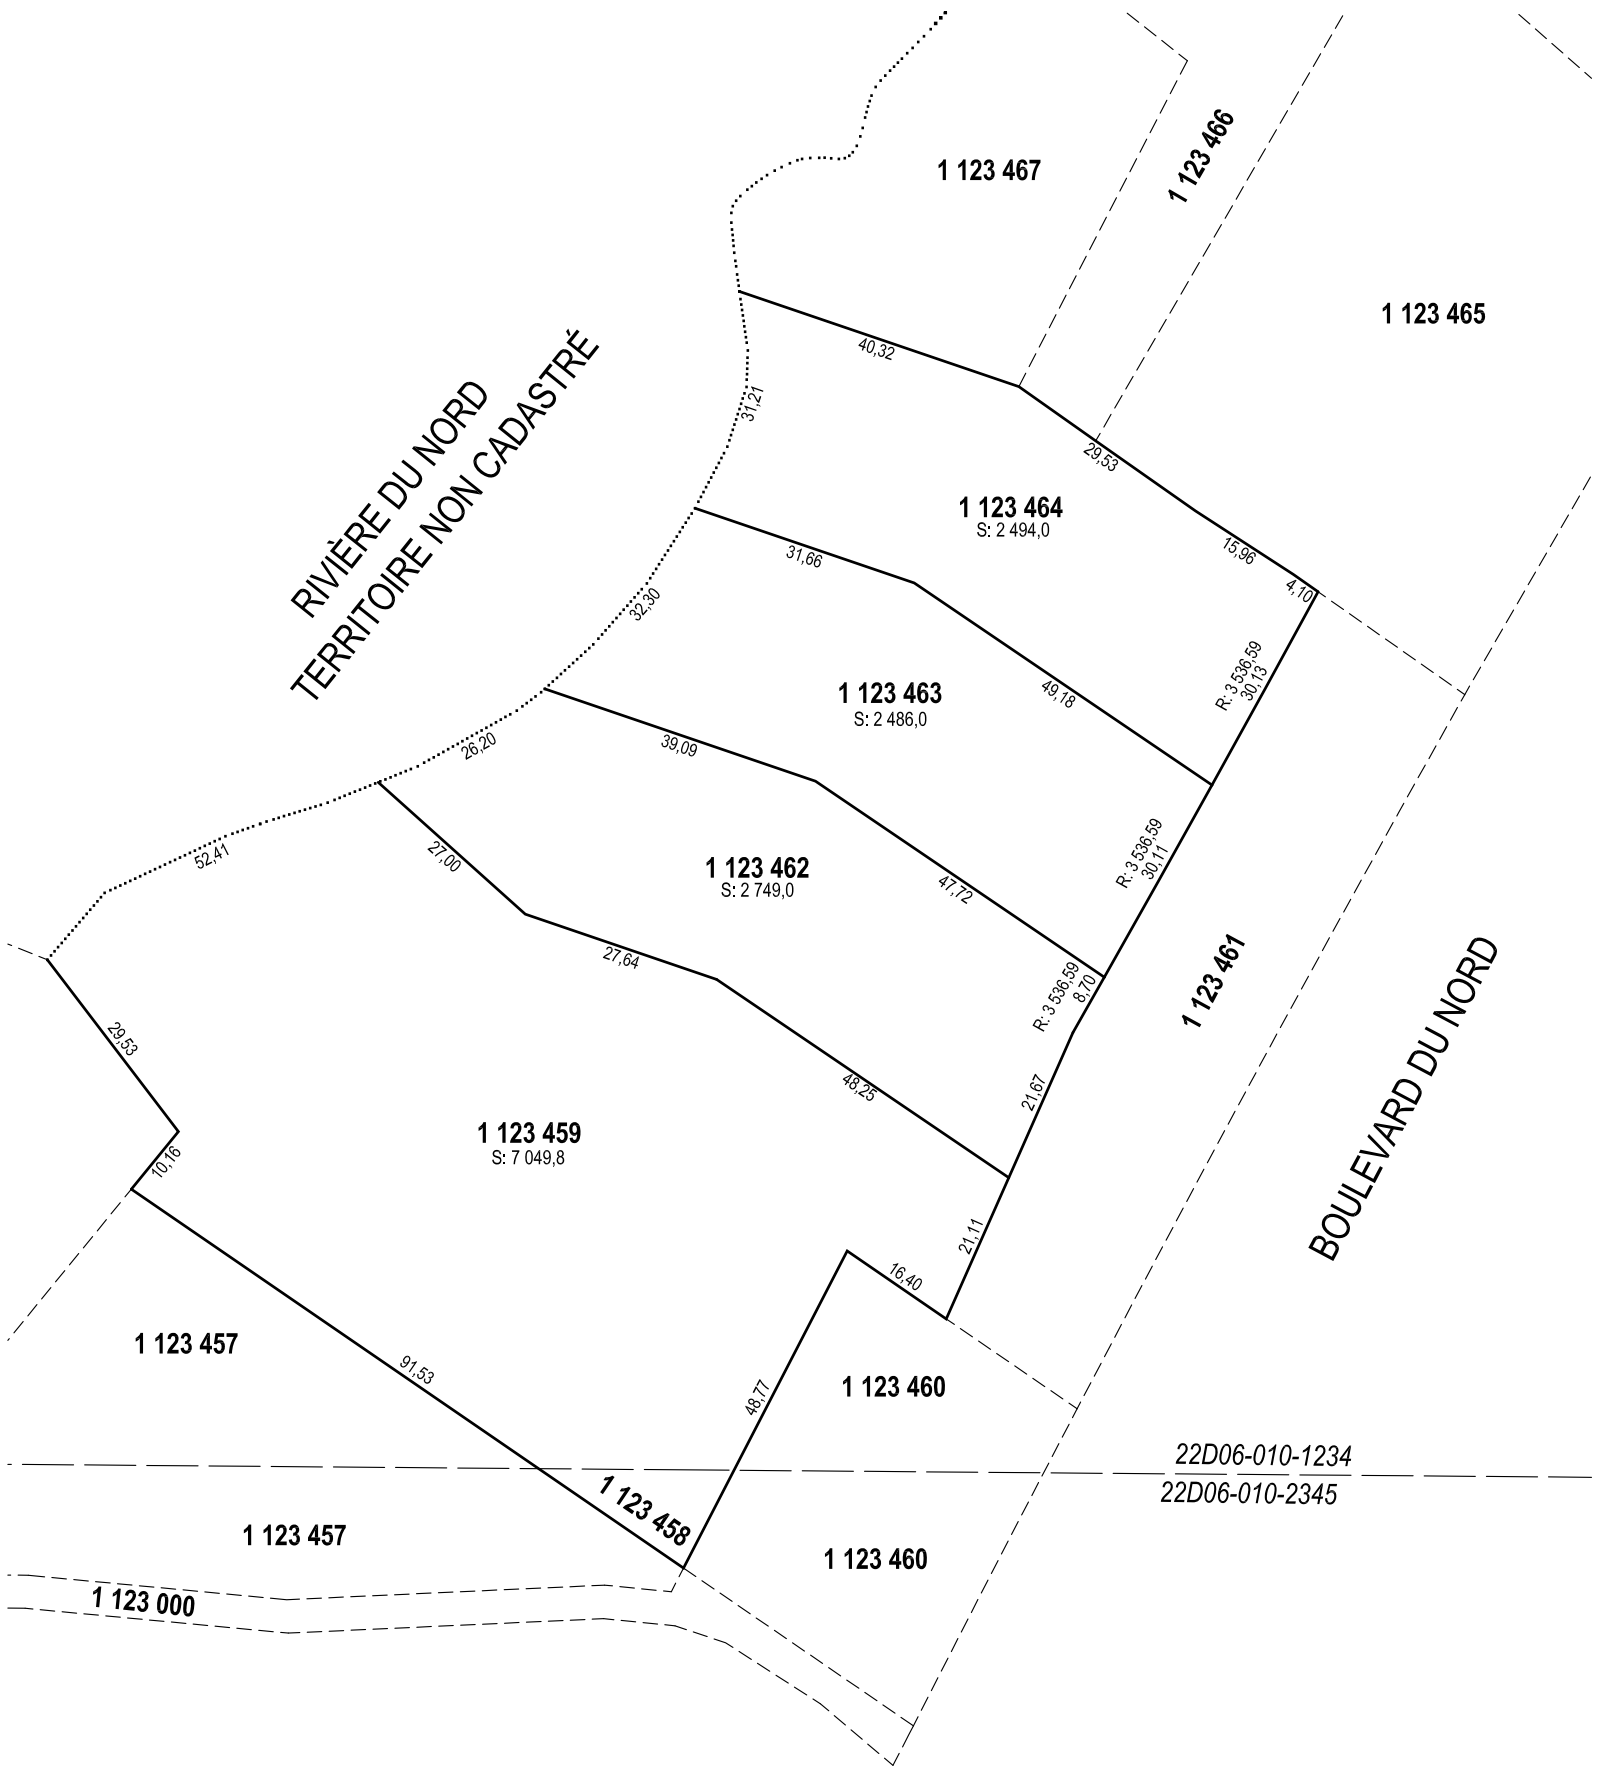 1 123 466
1 123 467
1 123 465
40,32
31,21
RIVIÈRE DU NORD
TERRITOIRE NON CADASTRÉ
29,53
1 123 464
S: 2 494,0
15,96
4,10
31,66
32,30
R: 3 536,59
30,13
1 123 463
S: 2 486,0
49,18
39,09
26,20
R: 3 536,59
30,11
52,41
27,00
1 123 462
S: 2 749,0
47,72
27,64
R: 3 536,59
8,70
1 123 461
BOULEVARD DU NORD
29,53
48,25
21,67
1 123 459
S: 7 049,8
10,16
21,11
16,40
1 123 457
91,53
48,77
1 123 460
22D06-010-1234
22D06-010-2345
1 123 458
1 123 457
1 123 460
1 123 000